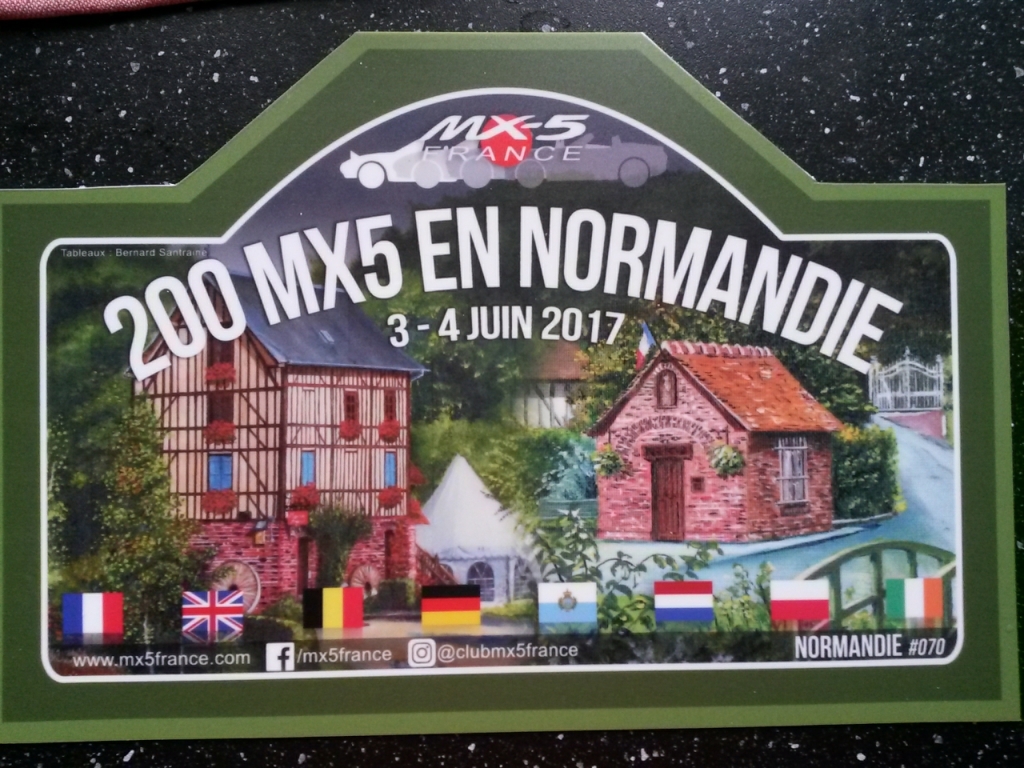 MX-5
FRANCE
200 MX5 EN NORMANDIE
3 - 4 JUIN 2017
Tableaux : Bernard Santraine
www.mx5france.com f/mx5france @clubmx5france
NORMANDIE #070